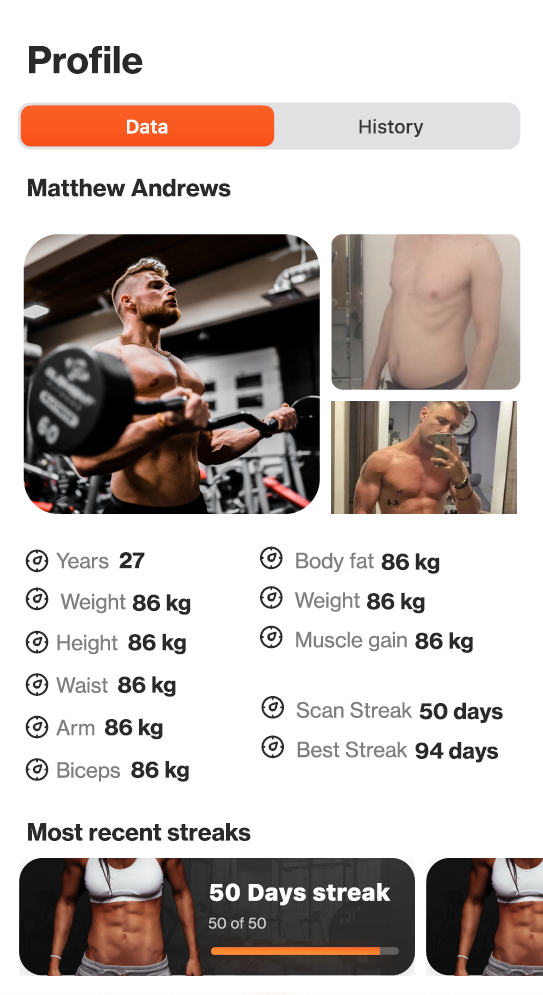 Profile
Data
History
Matthew Andrews
60
Years 27
Weight 86 kg
Height 86 kg
Waist 86 kg
Arm 86 kg
Biceps 86 kg
Body fat 86 kg
Weight 86 kg
Muscle gain 86 kg
Scan Streak 50 days
Best Streak 94 days
Most recent streaks
50 Days streak
50 of 50